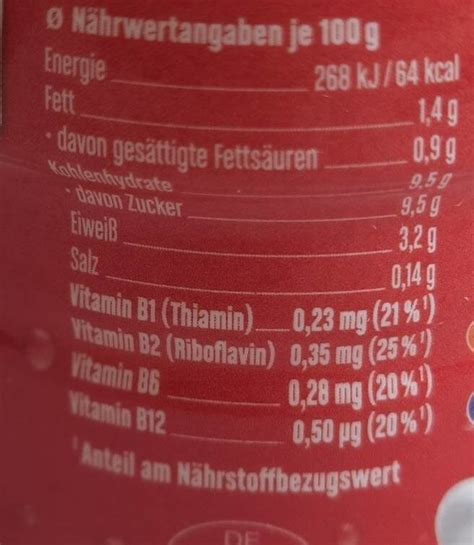 Ø Nährwertangaben je 100 g
Energie 268 kJ / 64 kcal
Fett 1,4 g
· davon gesättigte Fettsäuren 0,9 g
Kohlenhydrate 9,5 g
· davon Zucker 9,5 g
Eiweiß 3,2 g
Salz 0,14 g
Vitamin B1 (Thiamin) 0,23 mg (21 %¹)
Vitamin B2 (Riboflavin) 0,35 mg (25 %¹)
Vitamin B6 0,28 mg (20 %¹)
Vitamin B12 0,50 µg (20 %¹)
¹Anteil am Nährstoffbezugswert
DE